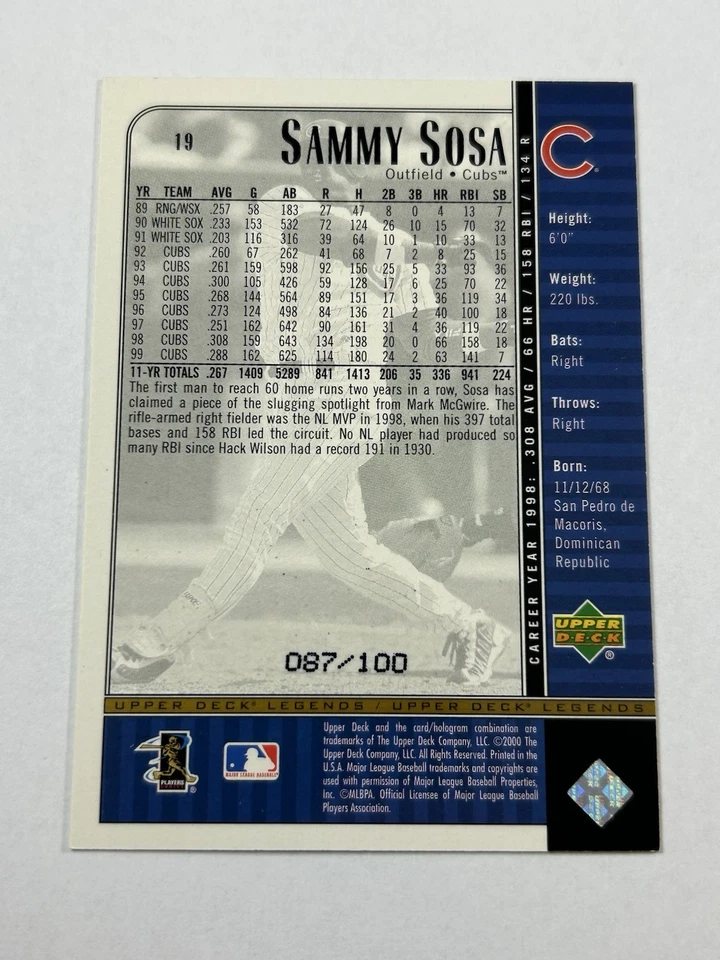 19
SAMMY SOSA
Outfield • Cubs™
YR TEAM AVG G AB R H 2B 3B HR RBI SB
89 RNG/WSX .257 58 183 27 47 8 0 4 13 7
90 WHITE SOX .233 153 532 72 124 26 10 15 70 32
91 WHITE SOX .203 116 316 39 64 10 1 10 33 13
92 CUBS .260 67 262 41 68 7 2 8 25 15
93 CUBS .261 159 598 92 156 25 5 33 93 36
94 CUBS .300 105 426 59 128 17 6 25 70 22
95 CUBS .268 144 564 89 151 17 3 36 119 34
96 CUBS .273 124 498 84 136 21 2 40 100 18
97 CUBS .251 162 642 90 161 31 4 36 119 22
98 CUBS .308 159 643 134 198 20 0 66 158 18
99 CUBS .288 162 625 114 180 24 2 63 141 7
11-YR TOTALS .267 1409 5289 841 1413 206 35 336 941 224
The first man to reach 60 home runs two years in a row, Sosa has
claimed a piece of the slugging spotlight from Mark McGwire. The
rifle-armed right fielder was the NL MVP in 1998, when his 397 total
bases and 158 RBI led the circuit. No NL player had produced so
many RBI since Hack Wilson had a record 191 in 1930.
087/100
CAREER YEAR 1998: .308 AVG / 66 HR / 158 RBI / 134 R
C
Height:
6'0"
Weight:
220 lbs.
Bats:
Right
Throws:
Right
Born:
11/12/68
San Pedro de
Macoris,
Dominican
Republic
UPPER
DECK
®
UPPER DECK® LEGENDS / UPPER DECK® LEGENDS
PLAYERS
®
MAJOR LEAGUE BASEBALL
Upper Deck and the card/hologram combination are
trademarks of The Upper Deck Company, LLC. ©2000 The
Upper Deck Company, LLC. All Rights Reserved. Printed in the
U.S.A. Major League Baseball trademarks and copyrights are
used with permission of Major League Baseball Properties,
Inc. ©MLBPA. Official Licensee of Major League Baseball
Players Association.